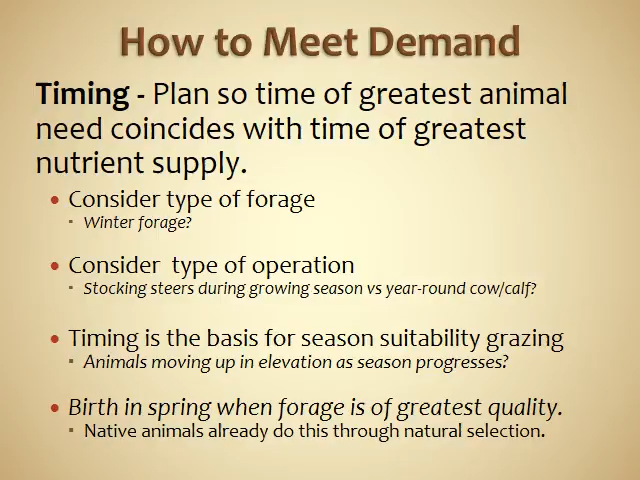 How to Meet Demand
Timing - Plan so time of greatest animal
need coincides with time of greatest
nutrient supply.
• Consider type of forage
▪ Winter forage?
• Consider type of operation
▪ Stocking steers during growing season vs year-round cow/calf?
• Timing is the basis for season suitability grazing
▪ Animals moving up in elevation as season progresses?
• Birth in spring when forage is of greatest quality.
▪ Native animals already do this through natural selection.